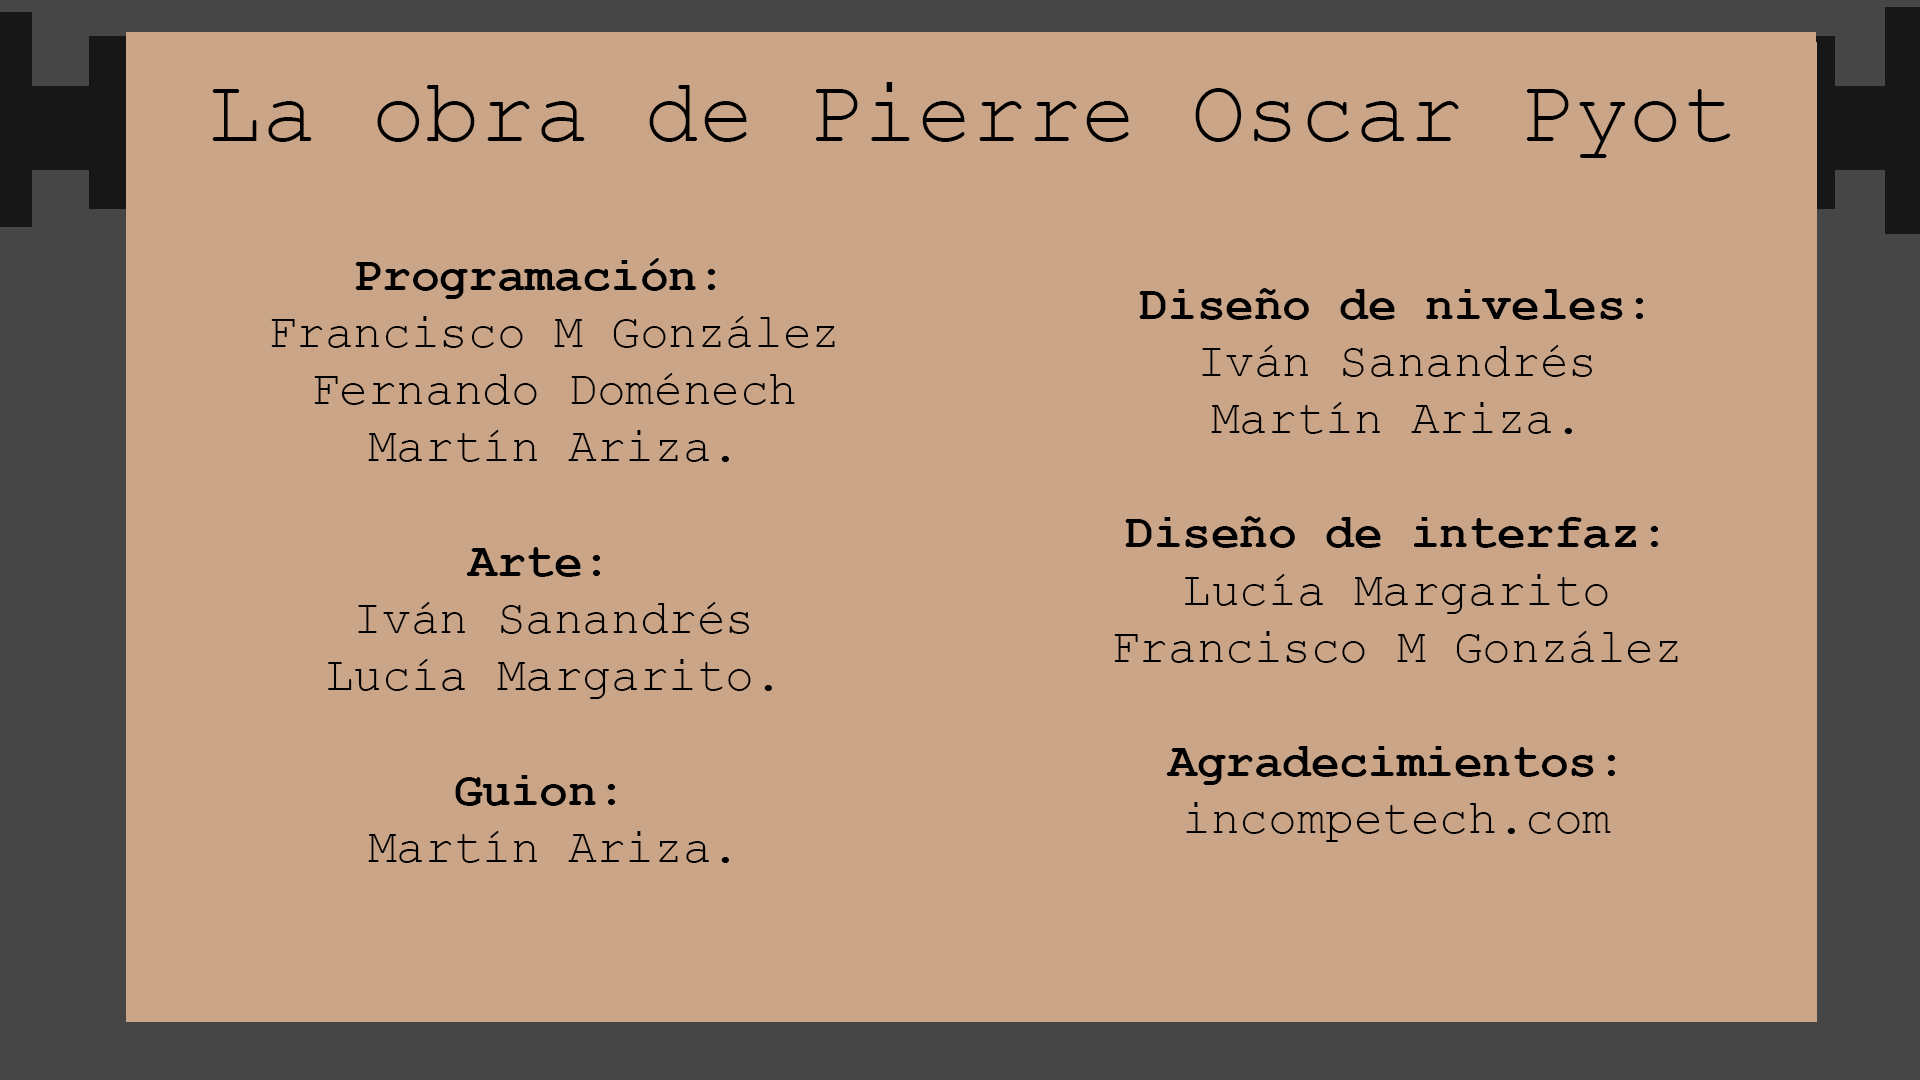 La obra de Pierre Oscar Pyot
Programación:
Francisco M González
Fernando Doménech
Martín Ariza.
Arte:
Iván Sanandrés
Lucía Margarito.
Guion:
Martín Ariza.
Diseño de niveles:
Iván Sanandrés
Martín Ariza.
Diseño de interfaz:
Lucía Margarito
Francisco M González
Agradecimientos:
incompetech.com